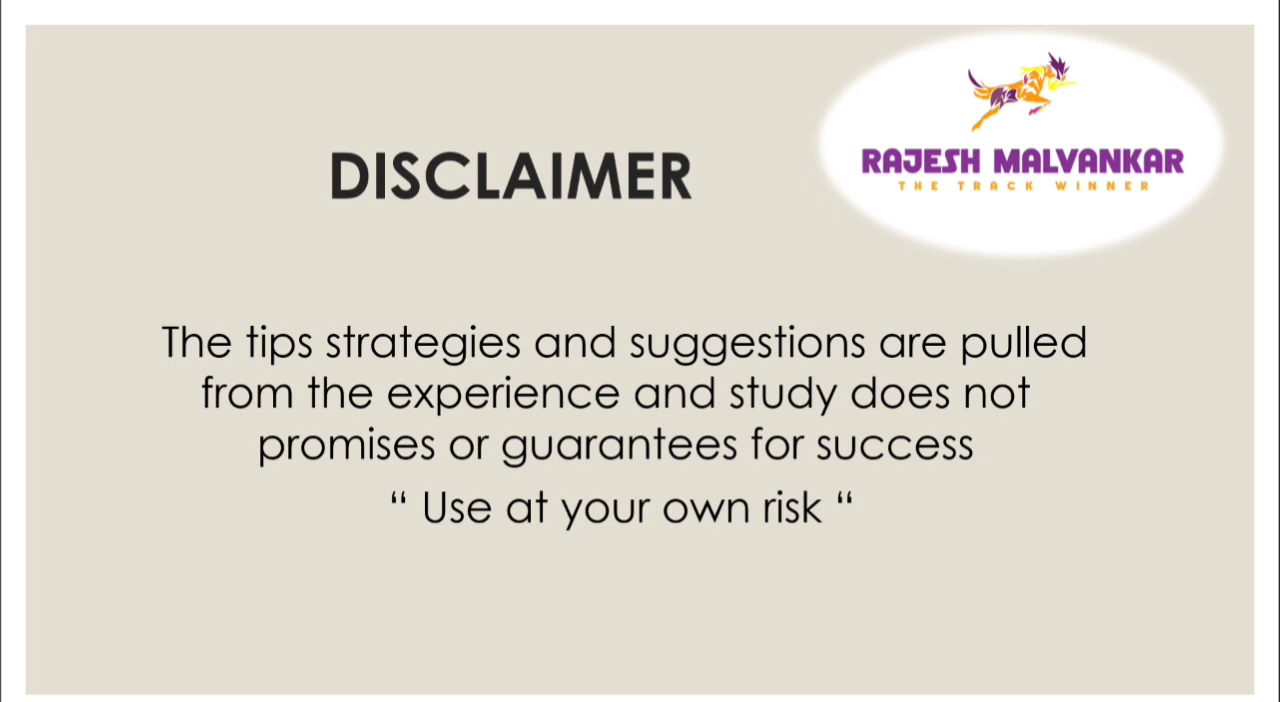 RAJESH MALVANKAR
THE TRACK WINNER
DISCLAIMER
The tips strategies and suggestions are pulled
from the experience and study does not
promises or guarantees for success
“ Use at your own risk “